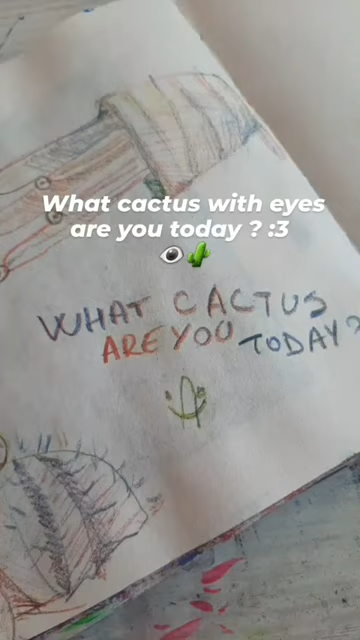 What cactus with eyes
are you today ? :3
👁️🌵
WHAT CACTUS
ARE YOU TODAY?